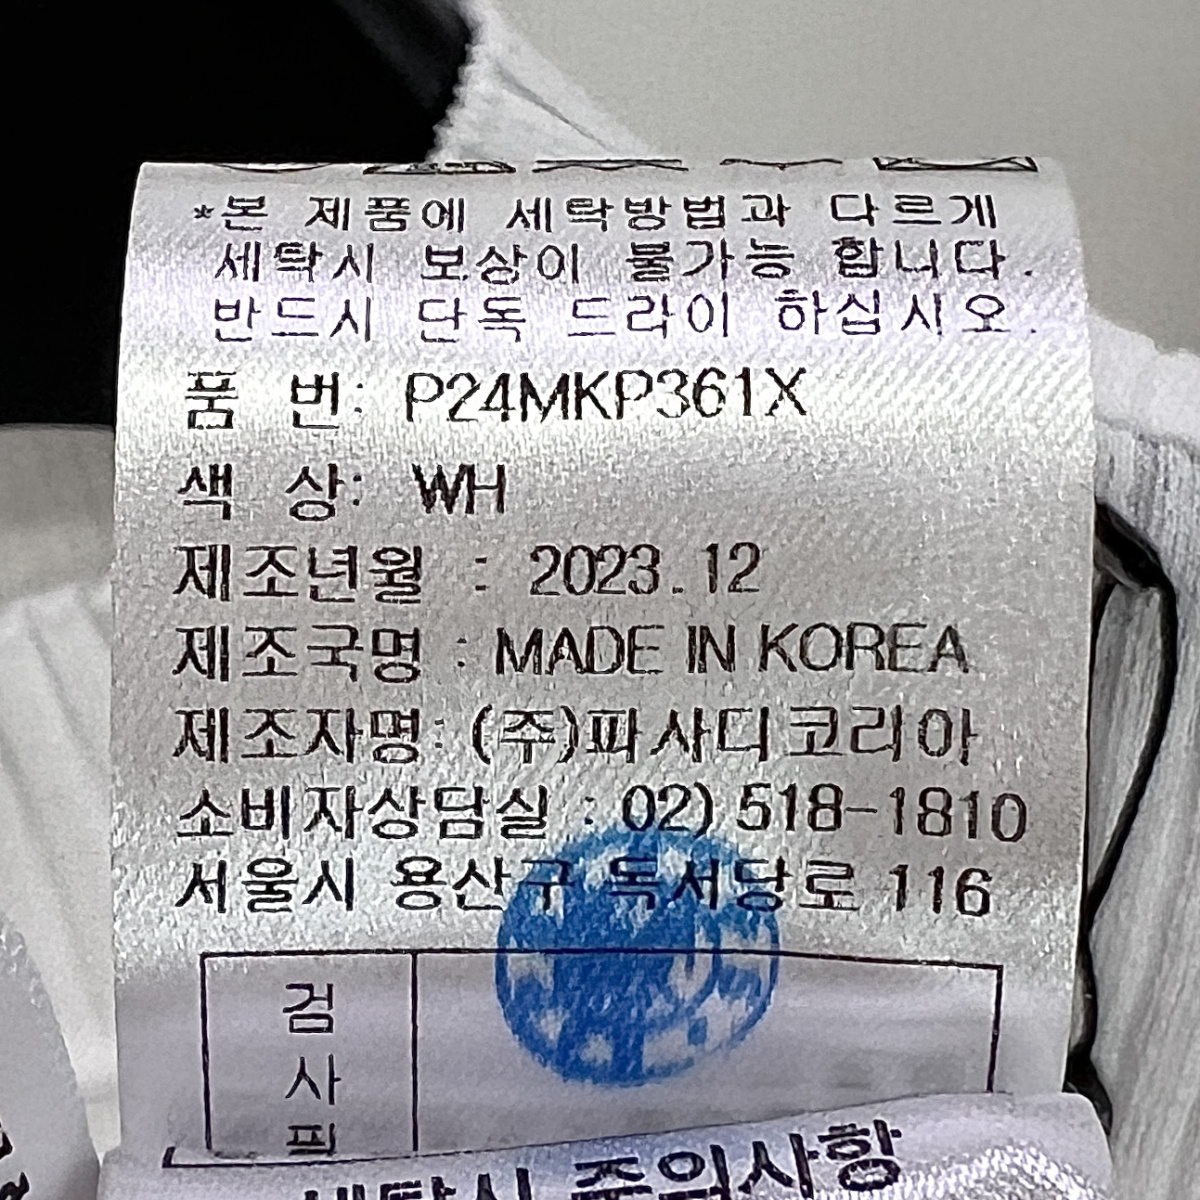 *본 제품에 세탁방법과 다르게
세탁시 보상이 불가능 합니다.
반드시 단독 드라이 하십시오.
품 번: P24MKP361X
색 상: WH
제조년월 : 2023.12
제조국명 : MADE IN KOREA
제조자명: (주)파사디코리아
소비자상담실 : 02) 518-1810
서울시 용산구 독서당로 116
검
사
필
세탁시 주의사항